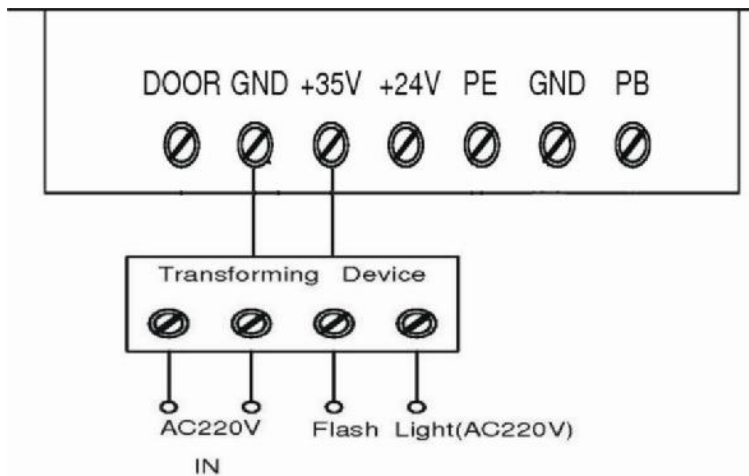 DOOR GND +35V +24V PE GND PB
Transforming Device
AC220V Flash Light(AC220V)
IN